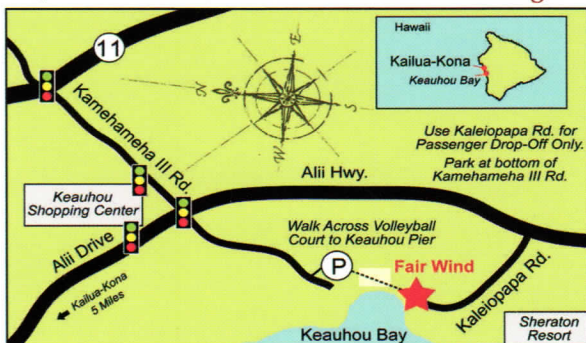 11
Kamehameha III Rd.
N
E
S
W
Hawaii
Kailua-Kona
Keauhou Bay
Use Kaleiopapa Rd. for
Passenger Drop-Off Only.
Park at bottom of
Kamehameha III Rd.
Keauhou
Shopping Center
Alii Hwy.
Alii Drive
Walk Across Volleyball
Court to Keauhou Pier
P
Fair Wind
Kaleiopapa Rd.
Kailua-Kona
5 Miles
Keauhou Bay
Sheraton
Resort